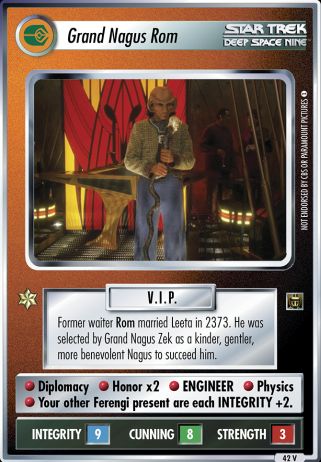 Grand Nagus Rom
STAR TREK
DEEP SPACE NINE
NOT ENDORSED BY CBS OR PARAMOUNT PICTURES
V.I.P.
Former waiter Rom married Leeta in 2373. He was
selected by Grand Nagus Zek as a kinder, gentler,
more benevolent Nagus to succeed him.
Diplomacy Honor x2 ENGINEER Physics
Your other Ferengi present are each INTEGRITY +2.
INTEGRITY 9 CUNNING 8 STRENGTH 3
42 V